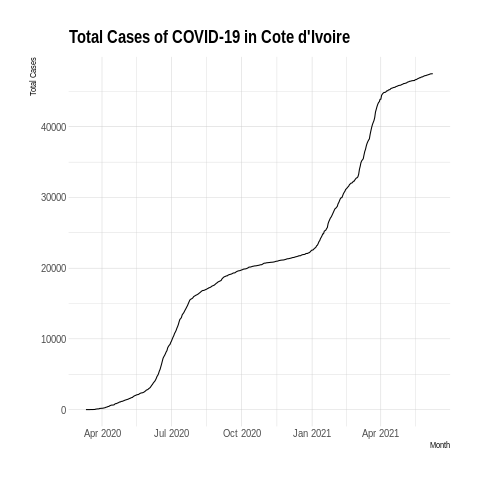 Total Cases of COVID-19 in Cote d'Ivoire
Total Cases
40000
30000
20000
10000
0
Apr 2020 Jul 2020 Oct 2020 Jan 2021 Apr 2021
Month